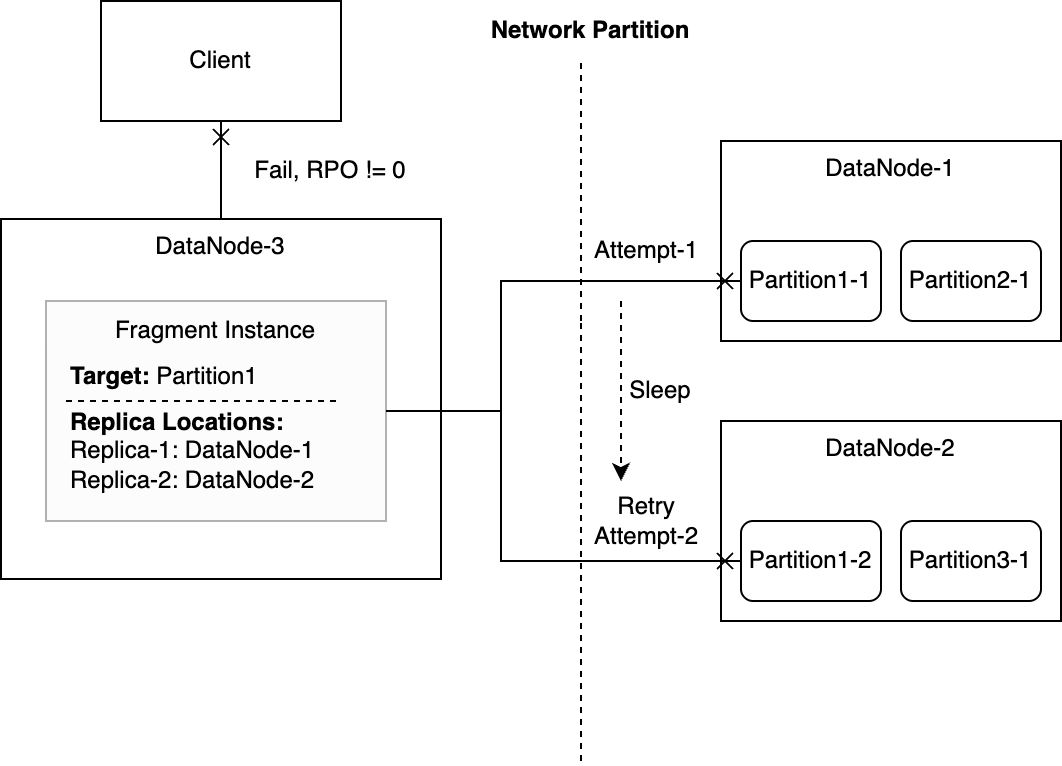 Network Partition
Client
Fail, RPO != 0
DataNode-3
Fragment Instance
Target: Partition1
Replica Locations:
Replica-1: DataNode-1
Replica-2: DataNode-2
Attempt-1
Sleep
Retry
Attempt-2
DataNode-1
Partition1-1
Partition2-1
DataNode-2
Partition1-2
Partition3-1